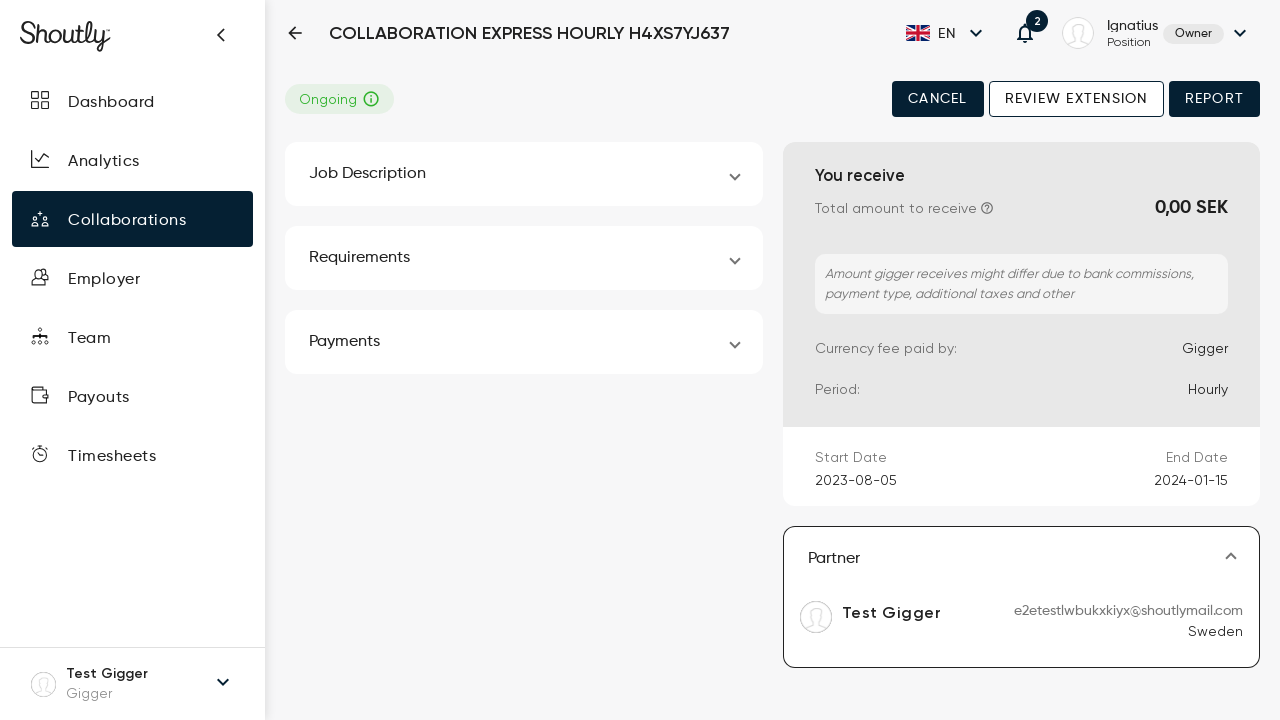 Shoutly
Dashboard
Analytics
Collaborations
Employer
Team
Payouts
Timesheets
Test Gigger
Gigger
COLLABORATION EXPRESS HOURLY H4XS7YJ637
EN
2
Ignatius
Position
Owner
Ongoing
CANCEL
REVIEW EXTENSION
REPORT
Job Description
Requirements
Payments
You receive
Total amount to receive
0,00 SEK
Amount gigger receives might differ due to bank commissions,
payment type, additional taxes and other
Currency fee paid by:
Gigger
Period:
Hourly
Start Date
End Date
2023-08-05
2024-01-15
Partner
Test Gigger
e2etestlwbukxkiyx@shoutlymail.com
Sweden